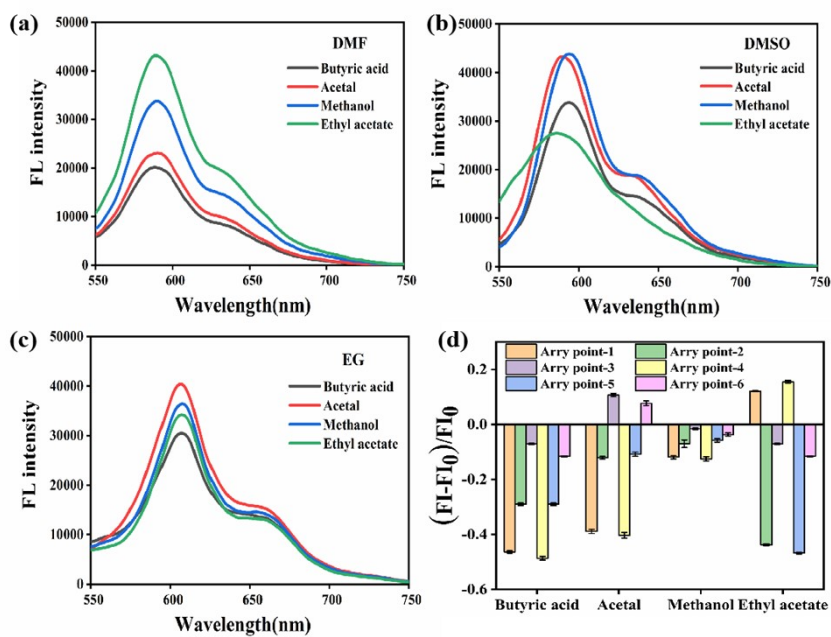 (a)
DMF
Butyric acid
Acetal
Methanol
Ethyl acetate
FL intensity
50000
40000
30000
20000
10000
0
550
600
650
700
750
Wavelength(nm)
(b)
DMSO
Butyric acid
Acetal
Methanol
Ethyl acetate
FL intensity
50000
40000
30000
20000
10000
0
550
600
650
700
750
Wavelength(nm)
(c)
EG
Butyric acid
Acetal
Methanol
Ethyl acetate
FL intensity
50000
40000
30000
20000
10000
0
550
600
650
700
750
Wavelength(nm)
(d)
Arry point-1 Arry point-2
Arry point-3 Arry point-4
Arry point-5 Arry point-6
(FI-FI0)/FI0
0.2
0.0
-0.2
-0.4
-0.6
Butyric acid Acetal Methanol Ethyl acetate